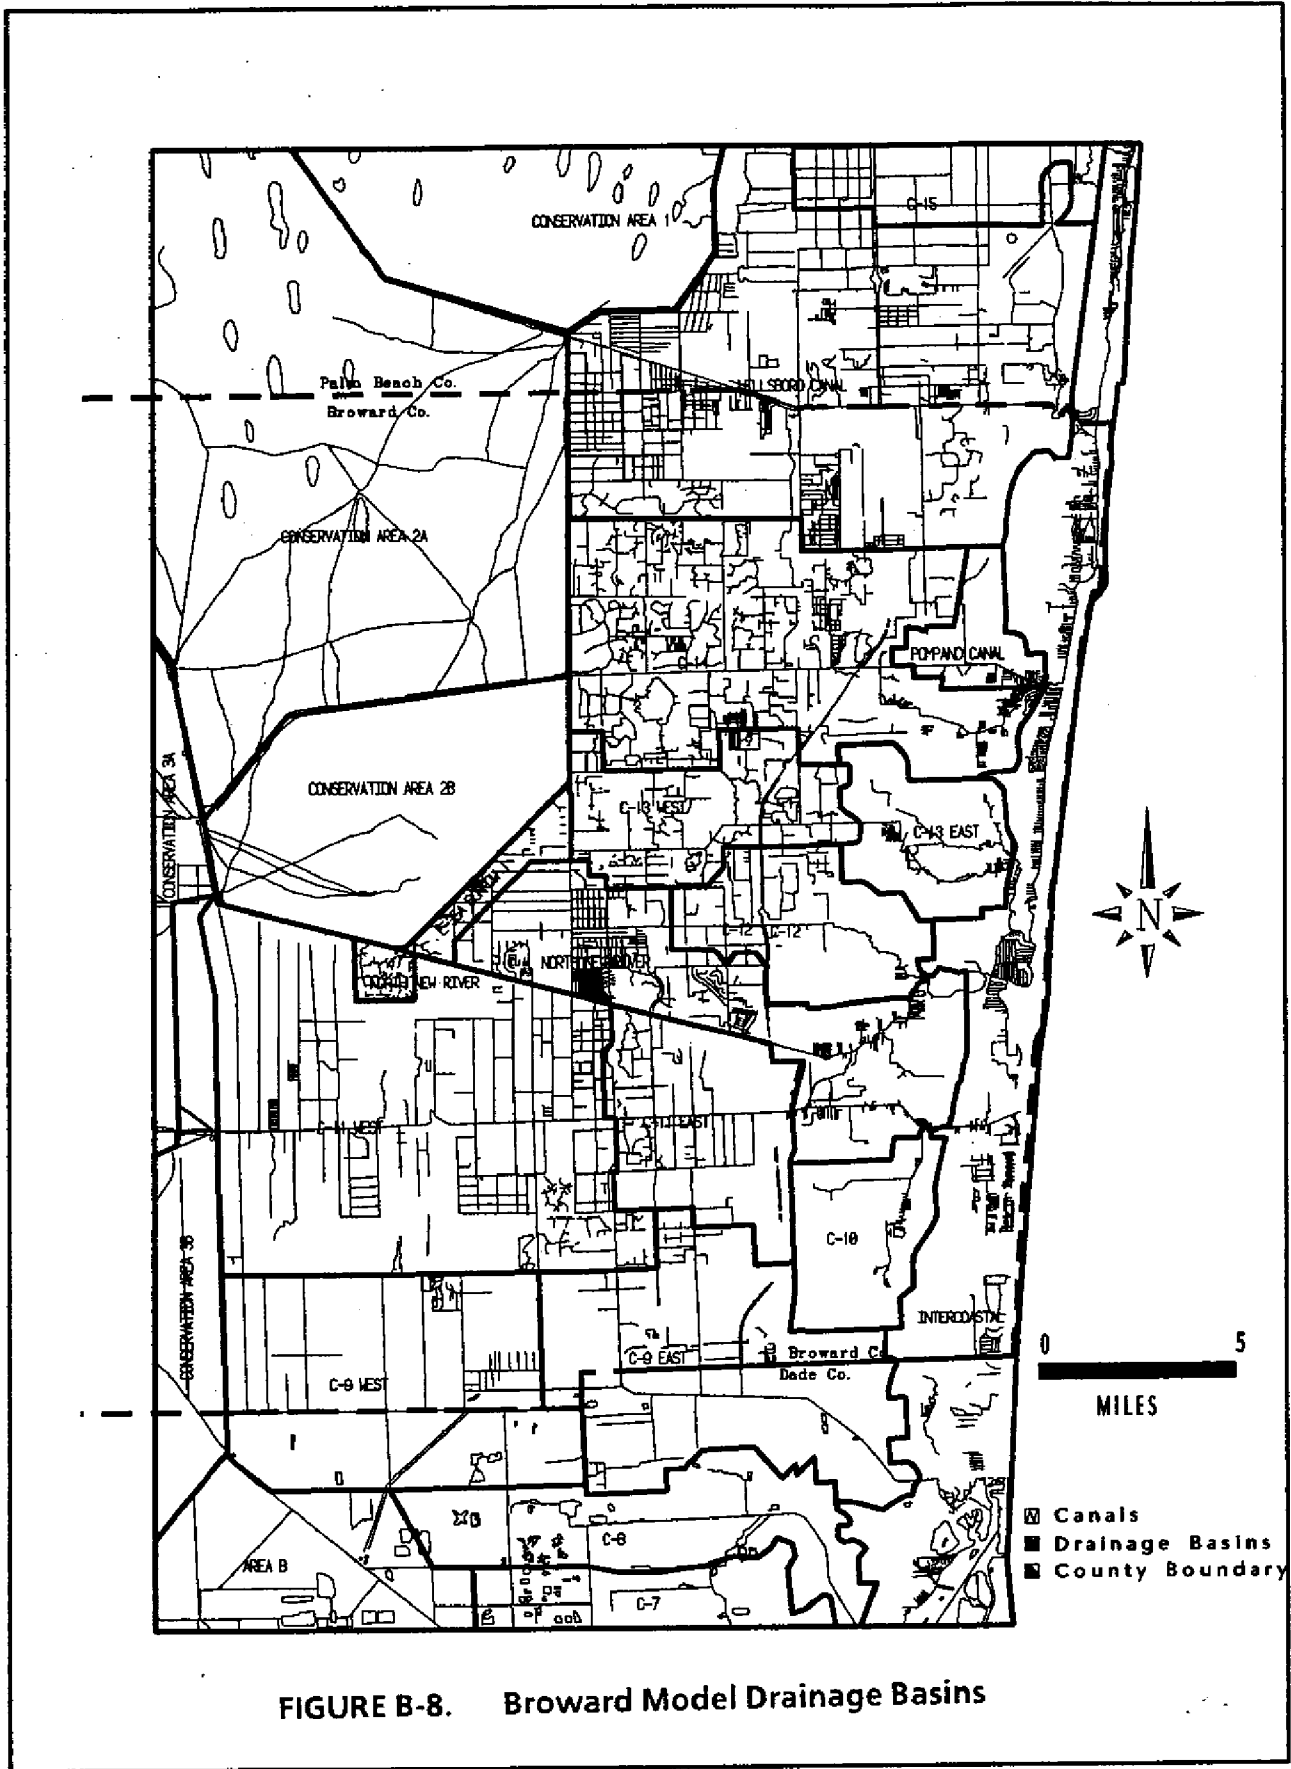 CONSERVATION AREA 1
C-15
Palm Beach Co.
HILLSBORO CANAL
Broward Co.
CONSERVATION AREA 2A
POMPANO CANAL
C-14
CONSERVATION AREA 3A
CONSERVATION AREA 2B
C-13 WEST
C-13 EAST
N
C-12
C-12
NORTH NEW RIVER
NORTH NEW RIVER
C-11 WEST
C-11 EAST
C-10
CONSERVATION AREA 3B
INTERCOASTAL
0 5
MILES
Broward Co
C-9 EAST
Dade Co.
C-9 WEST
Canals
Drainage Basins
County Boundary
C-8
AREA B
C-7
FIGURE B-8. Broward Model Drainage Basins